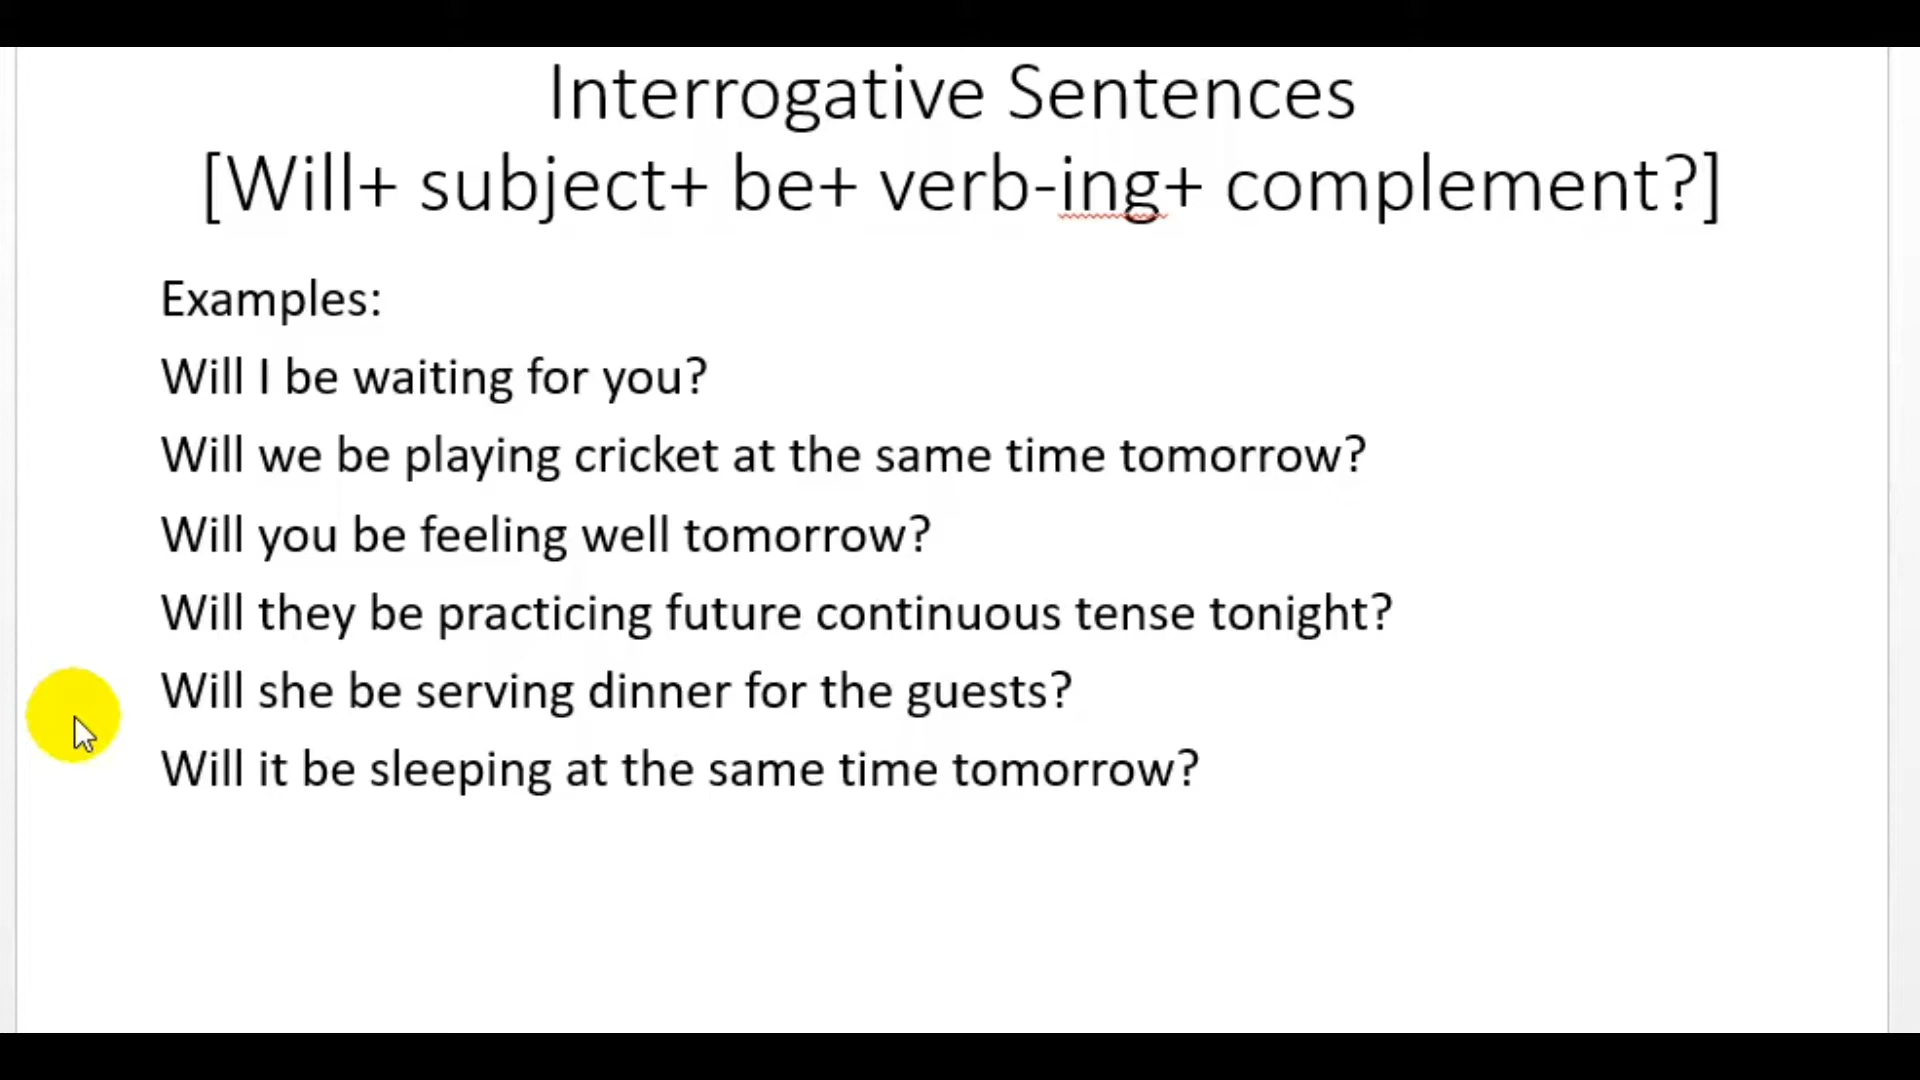 Interrogative Sentences
[Will+ subject+ be+ verb-ing+ complement?]
Examples:
Will I be waiting for you?
Will we be playing cricket at the same time tomorrow?
Will you be feeling well tomorrow?
Will they be practicing future continuous tense tonight?
Will she be serving dinner for the guests?
Will it be sleeping at the same time tomorrow?